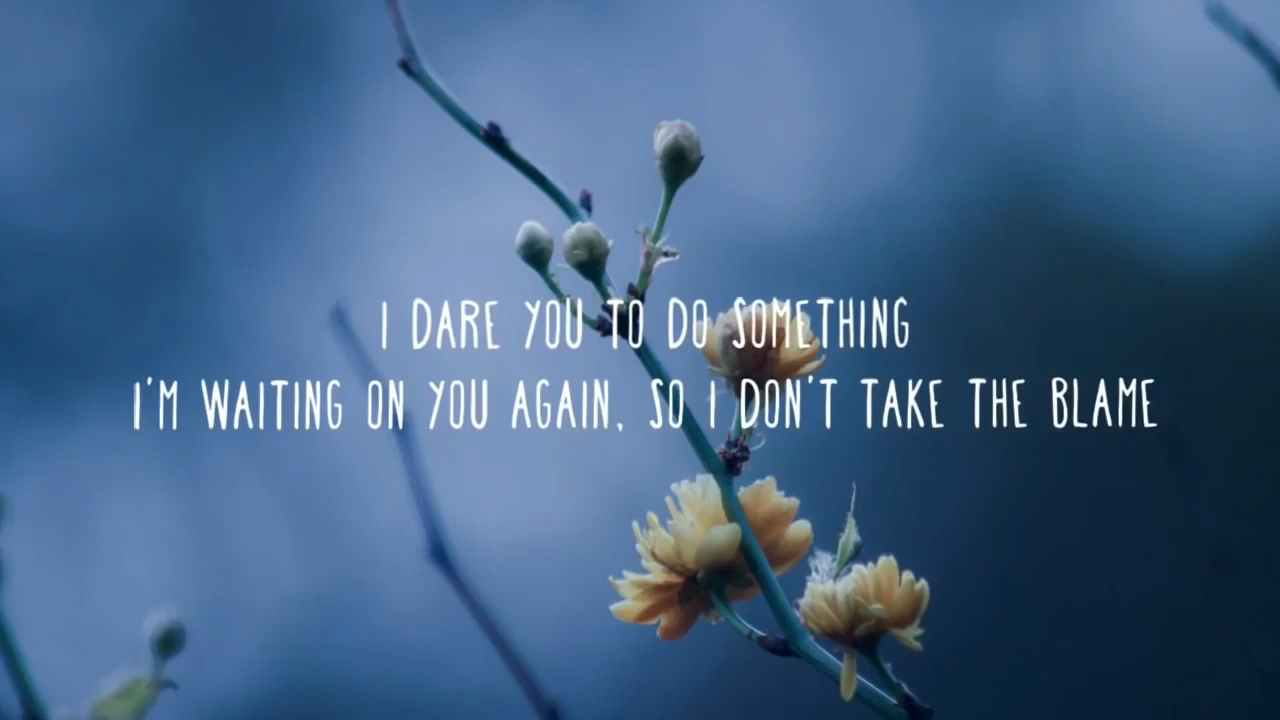 I DARE YOU TO DO SOMETHING
I'M WAITING ON YOU AGAIN, SO I DON'T TAKE THE BLAME